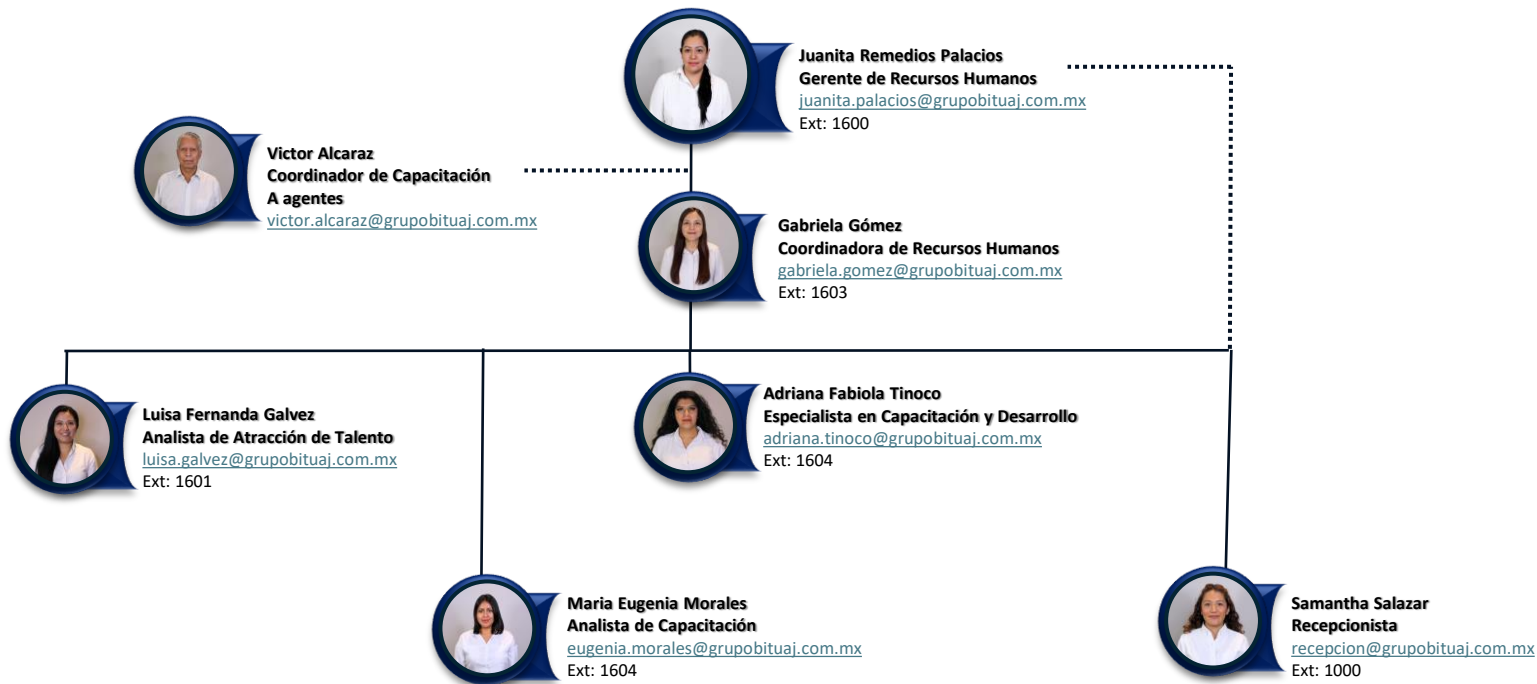 Juanita Remedios Palacios
Gerente de Recursos Humanos
juanita.palacios@grupobituaj.com.mx
Ext: 1600
Victor Alcaraz
Coordinador de Capacitación
A agentes
victor.alcaraz@grupobituaj.com.mx
Gabriela Gómez
Coordinadora de Recursos Humanos
gabriela.gomez@grupobituaj.com.mx
Ext: 1603
Luisa Fernanda Galvez
Analista de Atracción de Talento
luisa.galvez@grupobituaj.com.mx
Ext: 1601
Adriana Fabiola Tinoco
Especialista en Capacitación y Desarrollo
adriana.tinoco@grupobituaj.com.mx
Ext: 1604
Maria Eugenia Morales
Analista de Capacitación
eugenia.morales@grupobituaj.com.mx
Ext: 1604
Samantha Salazar
Recepcionista
recepcion@grupobituaj.com.mx
Ext: 1000